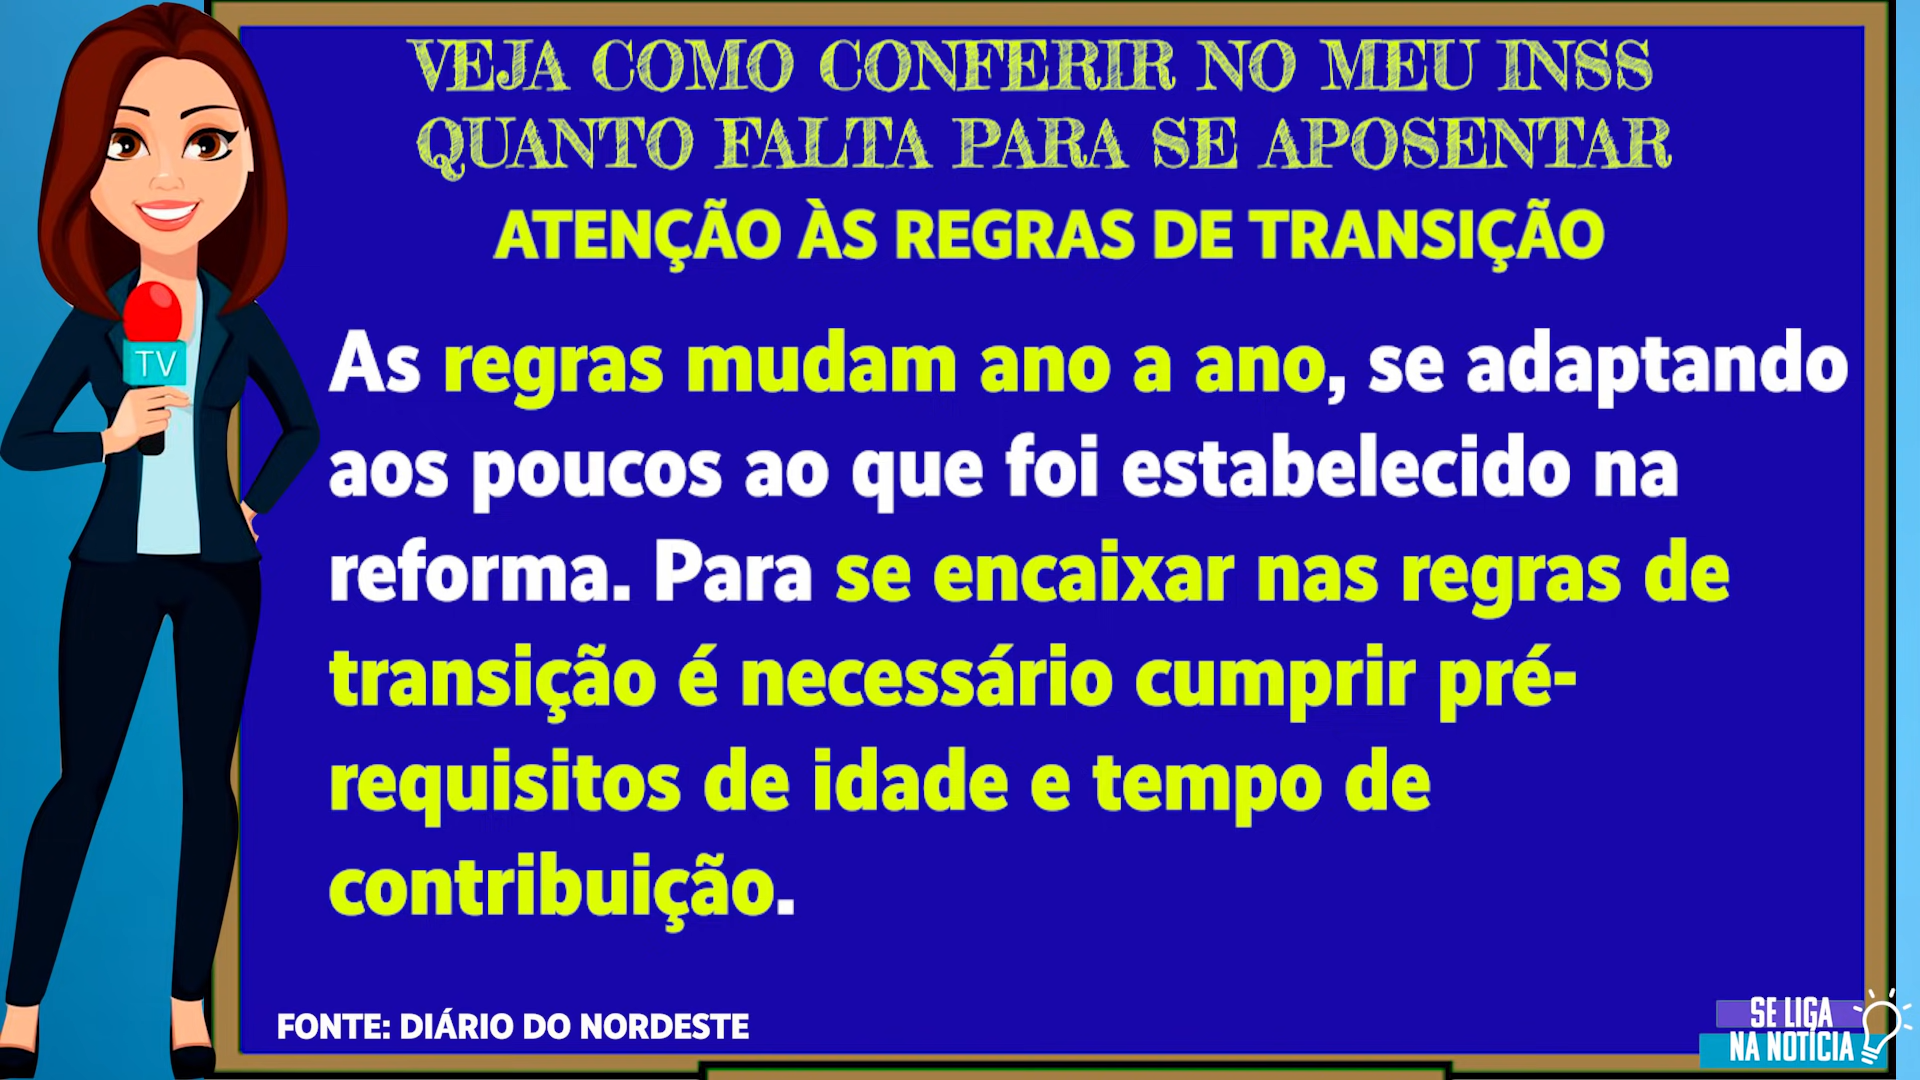 VEJA COMO CONFERIR NO MEU INSS
QUANTO FALTA PARA SE APOSENTAR
ATENÇÃO ÀS REGRAS DE TRANSIÇÃO
TV
As regras mudam ano a ano, se adaptando
aos poucos ao que foi estabelecido na
reforma. Para se encaixar nas regras de
transição é necessário cumprir pré-
requisitos de idade e tempo de
contribuição.
FONTE: DIÁRIO DO NORDESTE
SE LIGA
NA NOTÍCIA